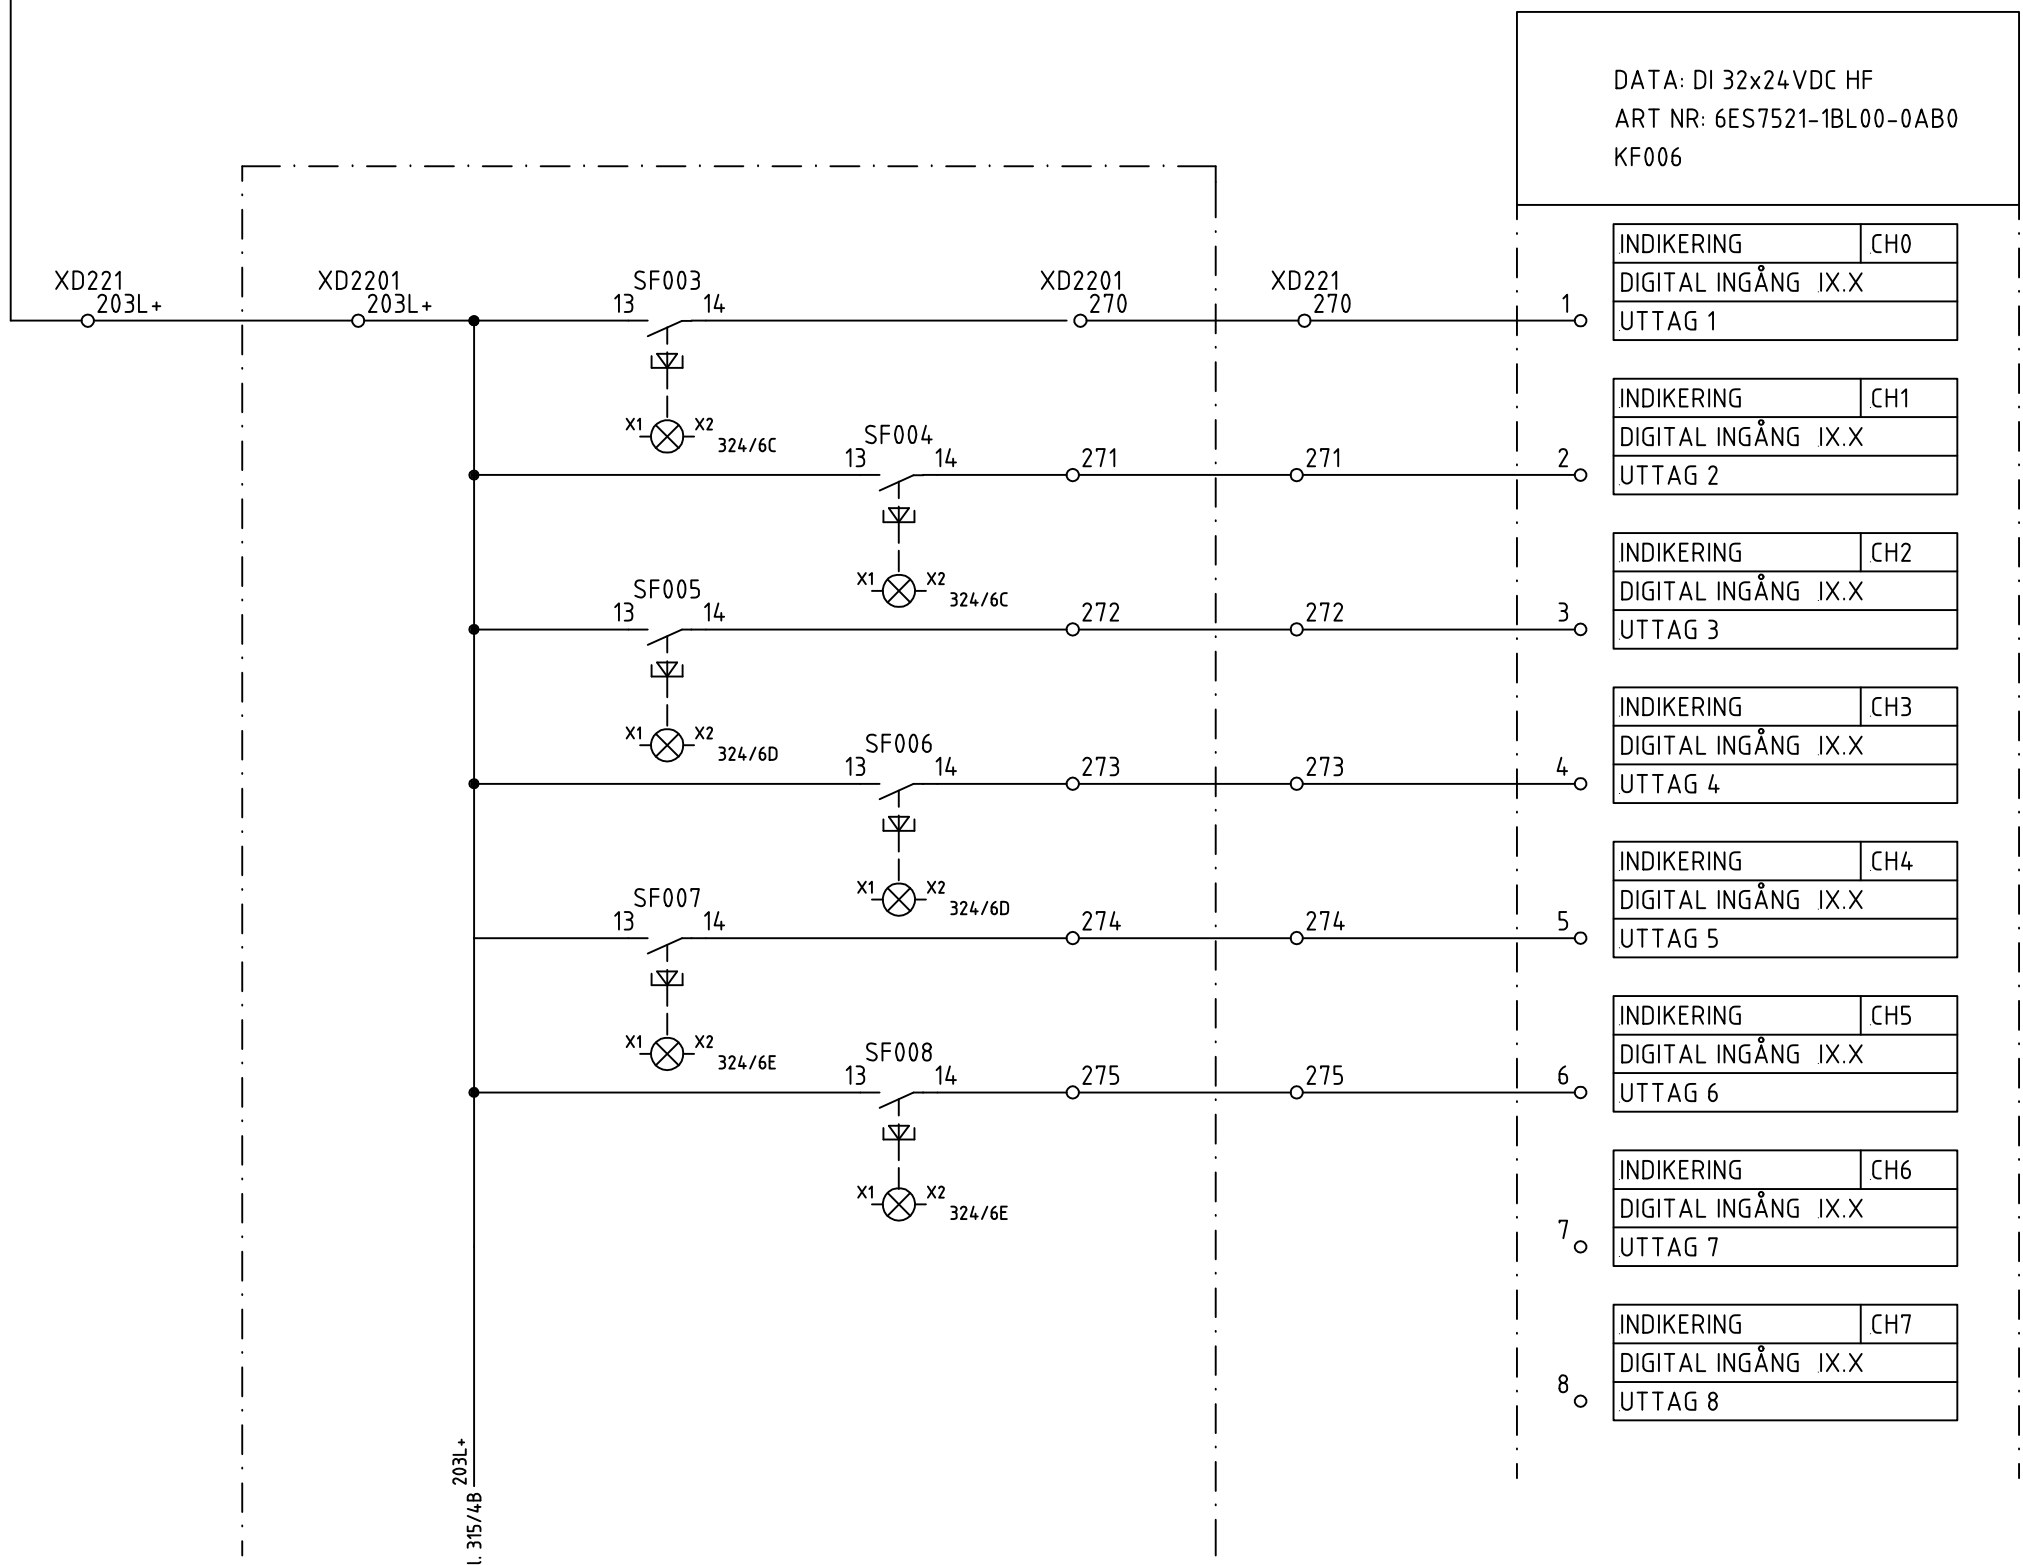 DATA: DI 32x24VDC HF
ART NR: 6ES7521-1BL00-0AB0
KF006
INDIKERING CH0
DIGITAL INGÅNG IX.X
UTTAG 1
XD221
203L+
XD2201
203L+
SF003
13 14
XD2201
270
XD221
270
1
X1 X2 324/6C
INDIKERING CH1
DIGITAL INGÅNG IX.X
UTTAG 2
SF004
13 14
271
271
2
X1 X2 324/6C
INDIKERING CH2
DIGITAL INGÅNG IX.X
UTTAG 3
SF005
13 14
272
272
3
X1 X2 324/6D
INDIKERING CH3
DIGITAL INGÅNG IX.X
UTTAG 4
SF006
13 14
273
273
4
X1 X2 324/6D
INDIKERING CH4
DIGITAL INGÅNG IX.X
UTTAG 5
SF007
13 14
274
274
5
X1 X2 324/6E
INDIKERING CH5
DIGITAL INGÅNG IX.X
UTTAG 6
SF008
13 14
275
275
6
X1 X2 324/6E
INDIKERING CH6
DIGITAL INGÅNG IX.X
UTTAG 7
7
INDIKERING CH7
DIGITAL INGÅNG IX.X
UTTAG 8
8
203L+
315/4B